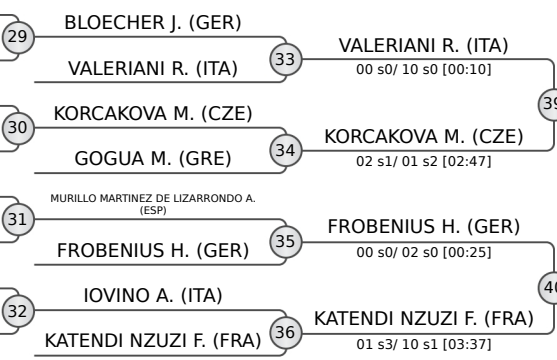 BLOECHER J. (GER)
29
VALERIANI R. (ITA)
33
VALERIANI R. (ITA)
00 s0/ 10 s0 [00:10]
39
KORCAKOVA M. (CZE)
30
KORCAKOVA M. (CZE)
GOGUA M. (GRE)
34
02 s1/ 01 s2 [02:47]
MURILLO MARTINEZ DE LIZARRONDO A.
(ESP)
31
FROBENIUS H. (GER)
35
FROBENIUS H. (GER)
00 s0/ 02 s0 [00:25]
40
IOVINO A. (ITA)
32
KATENDI NZUZI F. (FRA)
KATENDI NZUZI F. (FRA)
36
01 s3/ 10 s1 [03:37]